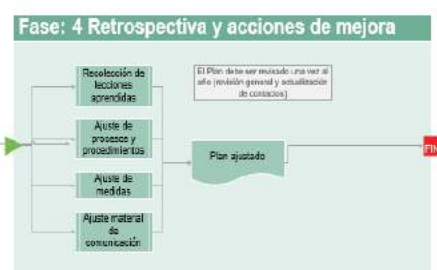 Fase: 4 Retrospectiva y acciones de mejora
Recolección de
lecciones
aprendidas
El Plan debe ser revisado una vez al
año (revisión general y actualización
de contactos)
Ajuste de
procesos y
procedimientos
Plan ajustado
FIN
Ajuste de
medidas
Ajuste material
de
comunicación